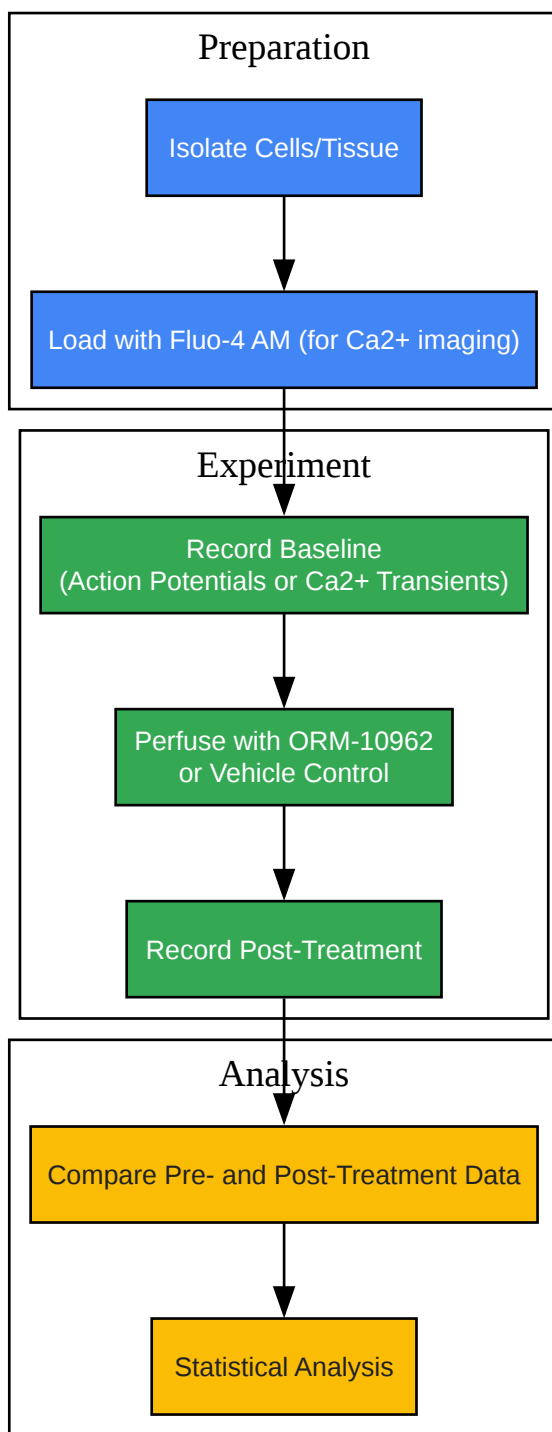 Preparation
Isolate Cells/Tissue
Load with Fluo-4 AM (for Ca2+ imaging)
Experiment
Record Baseline
(Action Potentials or Ca2+ Transients)
Perfuse with ORM-10962
or Vehicle Control
Record Post-Treatment
Analysis
Compare Pre- and Post-Treatment Data
Statistical Analysis